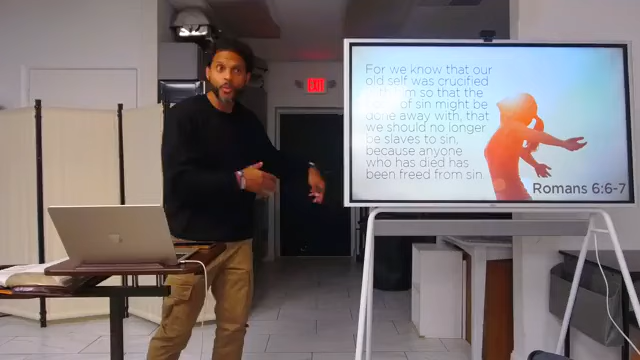 For we know that our
old self was crucified
so that the
of sin might be
done away with, that
we should no longer
be slaves to sin,
because anyone
who has died has
been freed from sin.
Romans 6:6-7
EXIT